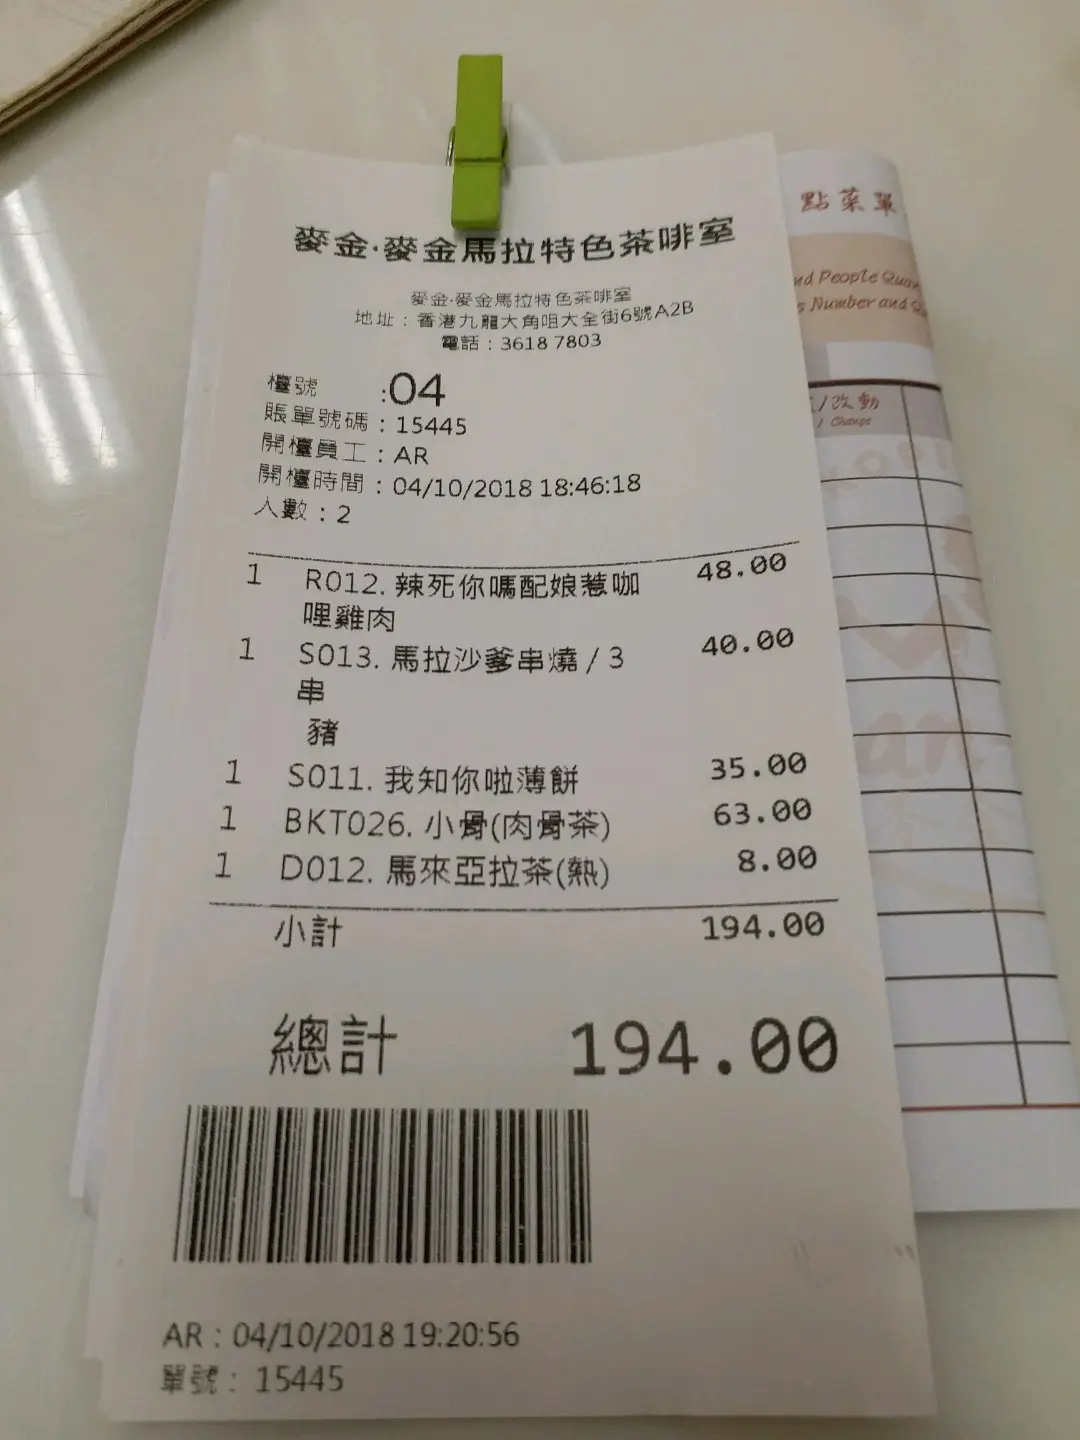 麥金·麥金馬拉特色茶啡室
麥金·麥金馬拉特色茶啡室
地址：香港九龍大角咀大全街6號A2B
電話：3618 7803
檯號 :04
賬單號碼：15445
開檯員工：AR
開檯時間：04/10/2018 18:46:18
人數：2
1 R012. 辣死你嗎配娘惹咖 48.00
哩雞肉
1 S013. 馬拉沙爹串燒 / 3 40.00
串
豬
1 S011. 我知你啦薄餅 35.00
1 BKT026. 小骨(肉骨茶) 63.00
1 D012. 馬來亞拉茶(熱) 8.00
小計 194.00
總計 194.00
AR：04/10/2018 19:20:56
單號：15445
點菜單
People
Number and
/改動
/ Change